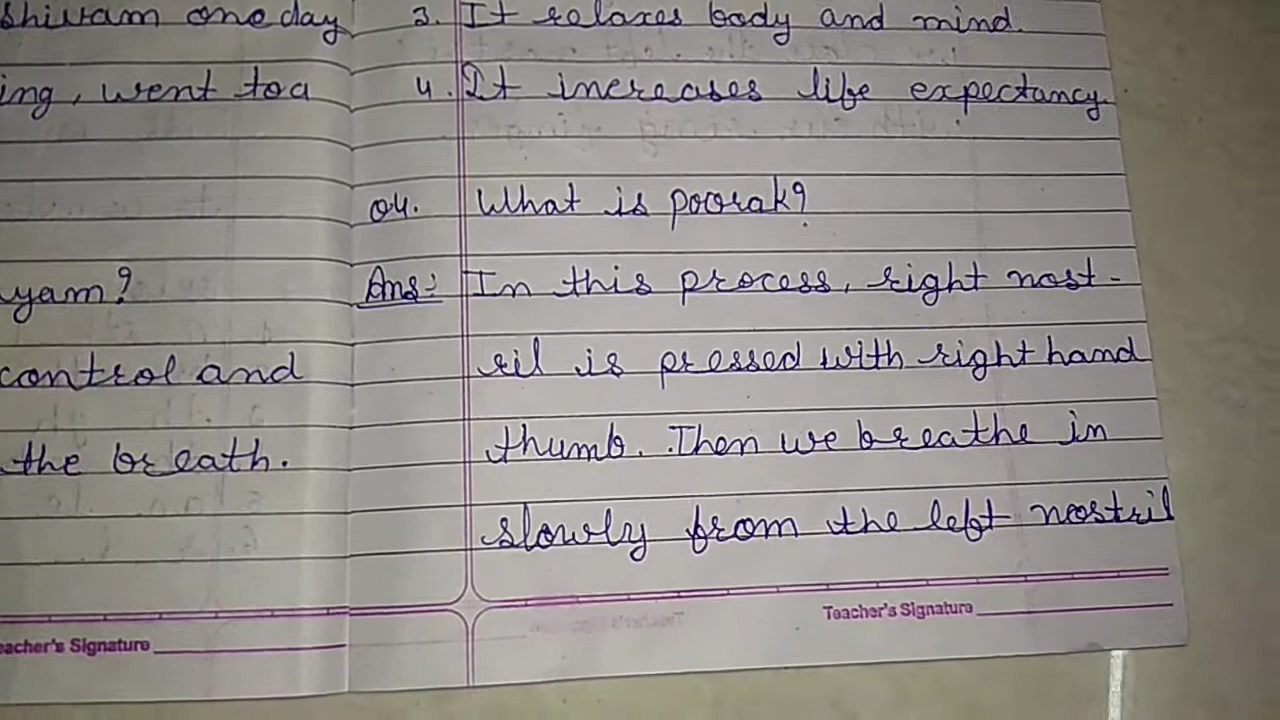 shivam one day
ing, went to a
yam?
control and
the breath.
eacher's Signature
3. It relaxes body and mind.
4. It increases life expectancy.
Q4. What is poorak?
Ans: In this process, right nost-
ril is pressed with right hand
thumb. Then we breathe in
slowly from the left nostril
Teacher's Signature